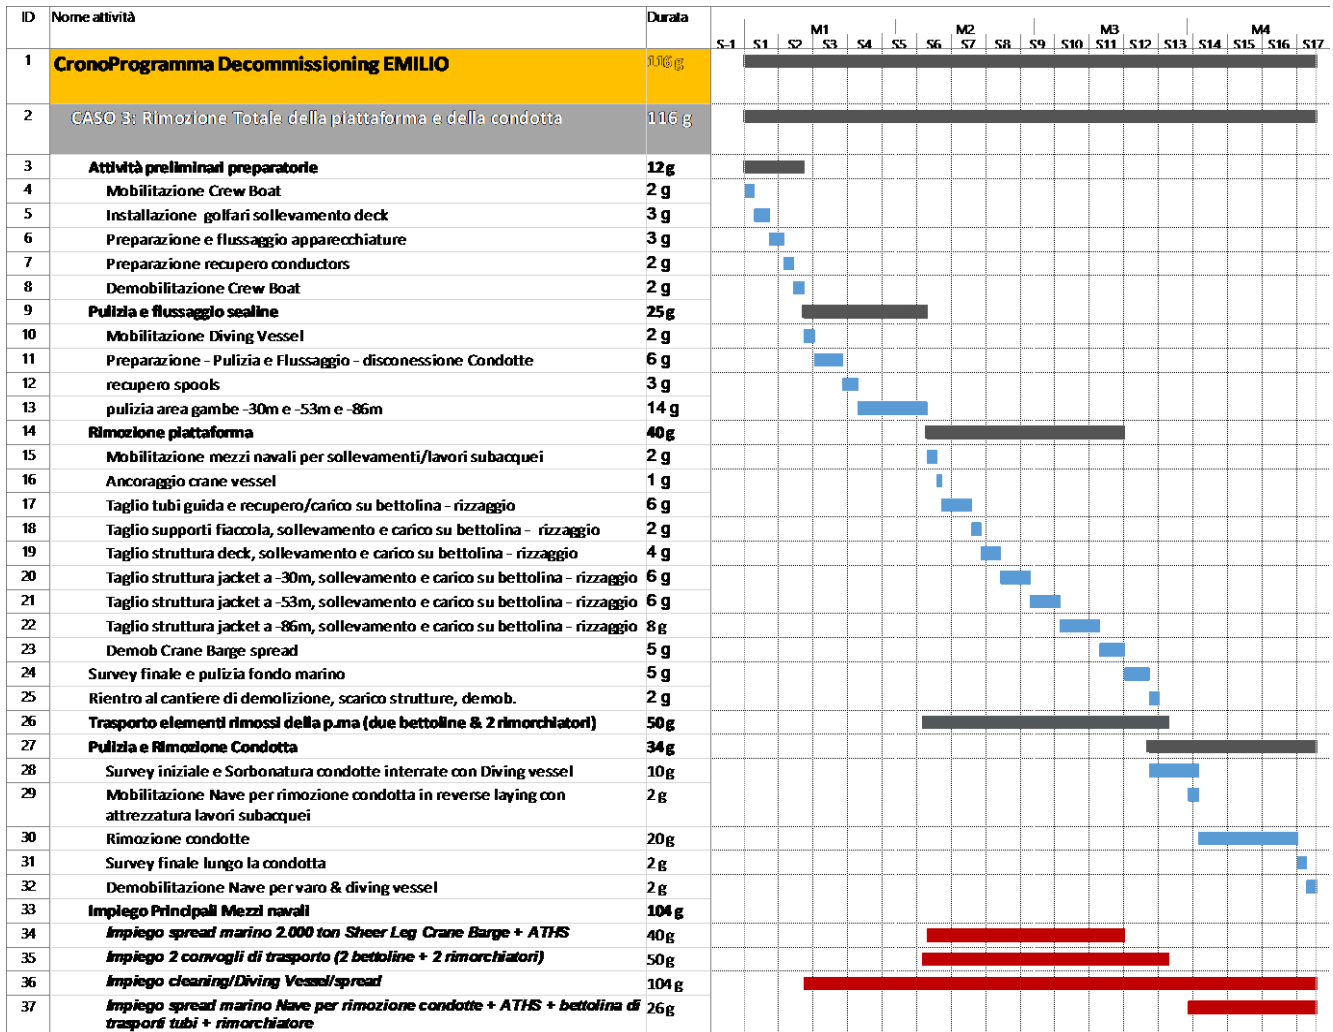 ID Nome attività Durata
M1 M2 M3 M4
S-1 S1 S2 S3 S4 S5 S6 S7 S8 S9 S10 S11 S12 S13 S14 S15 S16 S17
1 CronoProgramma Decommissioning EMILIO 116 g
2 CASO 3: Rimozione Totale della piattaforma e della condotta 116 g
3 Attività preliminari preparatorie 12 g
4 Mobilitazione Crew Boat 2 g
5 Installazione golfari sollevamento deck 3 g
6 Preparazione e flussaggio apparecchiature 3 g
7 Preparazione recupero conductors 2 g
8 Demobilitazione Crew Boat 2 g
9 Pulizia e flussaggio sealine 25 g
10 Mobilitazione Diving Vessel 2 g
11 Preparazione - Pulizia e Flussaggio - disconessione Condotte 6 g
12 recupero spools 3 g
13 pulizia area gambe -30m e -53m e -86m 14 g
14 Rimozione piattaforma 40 g
15 Mobilitazione mezzi navali per sollevamenti/lavori subacquei 2 g
16 Ancoraggio crane vessel 1 g
17 Taglio tubi guida e recupero/carico su bettolina - rizzaggio 6 g
18 Taglio supporti fiaccola, sollevamento e carico su bettolina - rizzaggio 2 g
19 Taglio struttura deck, sollevamento e carico su bettolina - rizzaggio 4 g
20 Taglio struttura jacket a -30m, sollevamento e carico su bettolina - rizzaggio 6 g
21 Taglio struttura jacket a -53m, sollevamento e carico su bettolina - rizzaggio 6 g
22 Taglio struttura jacket a -86m, sollevamento e carico su bettolina - rizzaggio 8 g
23 Demob Crane Barge spread 5 g
24 Survey finale e pulizia fondo marino 5 g
25 Rientro al cantiere di demolizione, scarico strutture, demob. 2 g
26 Trasporto elementi rimossi della p.ma (due bettoline & 2 rimorchiatori) 50 g
27 Pulizia e Rimozione Condotta 34 g
28 Survey iniziale e Sorbonatura condotte interrate con Diving vessel 10 g
29 Mobilitazione Nave per rimozione condotta in reverse laying con 2 g
attrezzatura lavori subacquei
30 Rimozione condotte 20 g
31 Survey finale lungo la condotta 2 g
32 Demobilitazione Nave per varo & diving vessel 2 g
33 Impiego Principali Mezzi navali 104 g
34 Impiego spread marino 2.000 ton Sheer Leg Crane Barge + ATHS 40 g
35 Impiego 2 convogli di trasporto (2 bettoline + 2 rimorchiatori) 50 g
36 Impiego cleaning/Diving Vessel/spread 104 g
37 Impiego spread marino Nave per rimozione condotte + ATHS + bettolina di 26 g
trasporti tubi + rimorchiatore